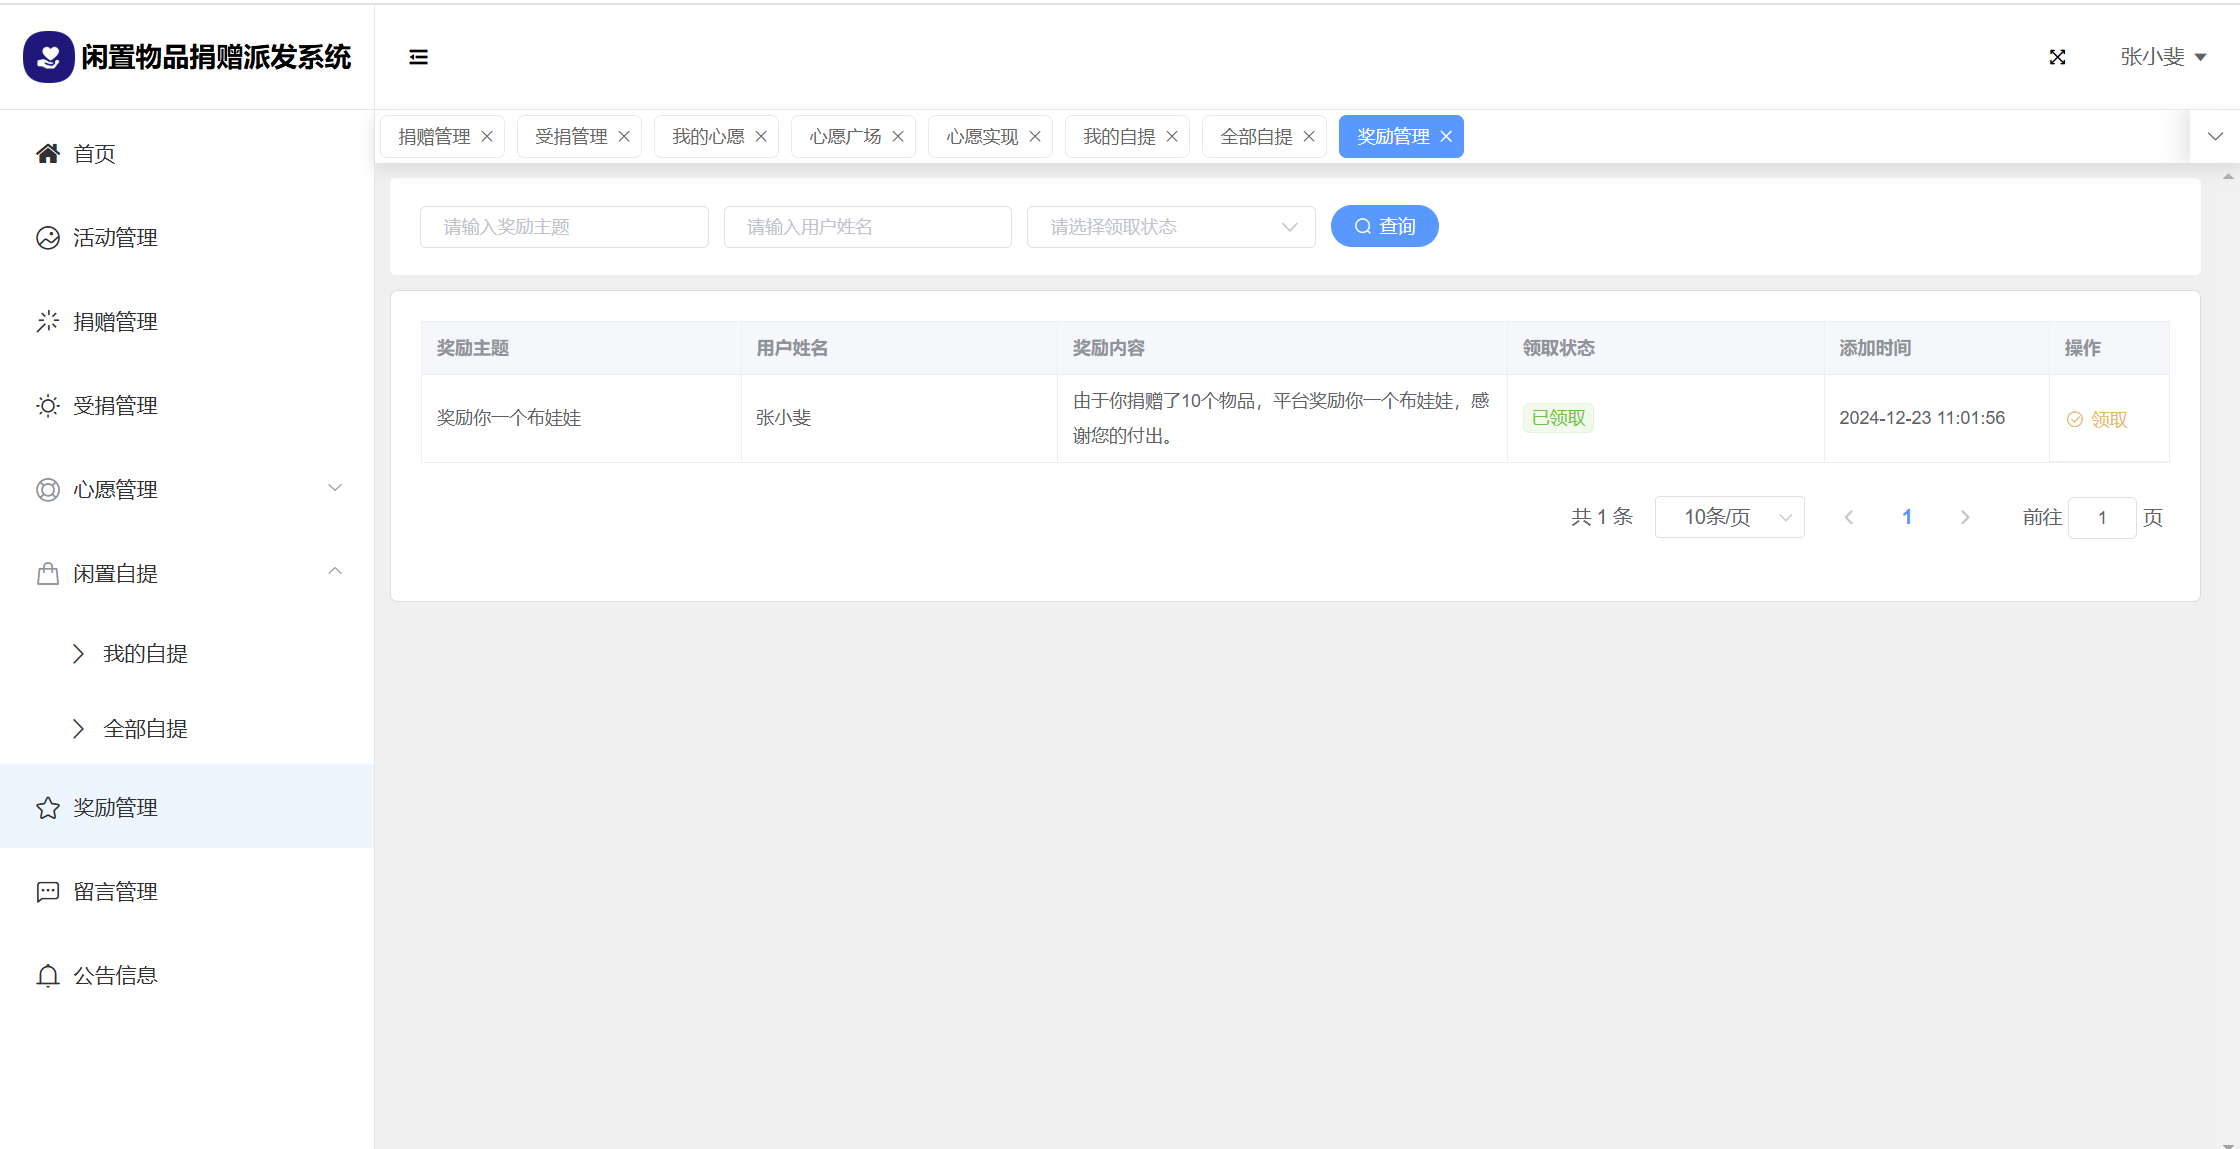 闲置物品捐赠派发系统
张小斐
首页
活动管理
捐赠管理
受捐管理
心愿管理
闲置自提
我的自提
全部自提
奖励管理
留言管理
公告信息
捐赠管理 受捐管理 我的心愿 心愿广场 心愿实现 我的自提 全部自提 奖励管理
请输入奖励主题 请输入用户姓名 请选择领取状态 查询
奖励主题 用户姓名 奖励内容 领取状态 添加时间 操作
奖励你一个布娃娃 张小斐 由于你捐赠了10个物品，平台奖励你一个布娃娃，感
谢您的付出。 已领取 2024-12-23 11:01:56 领取
共 1 条 10条/页 1 前往 1 页